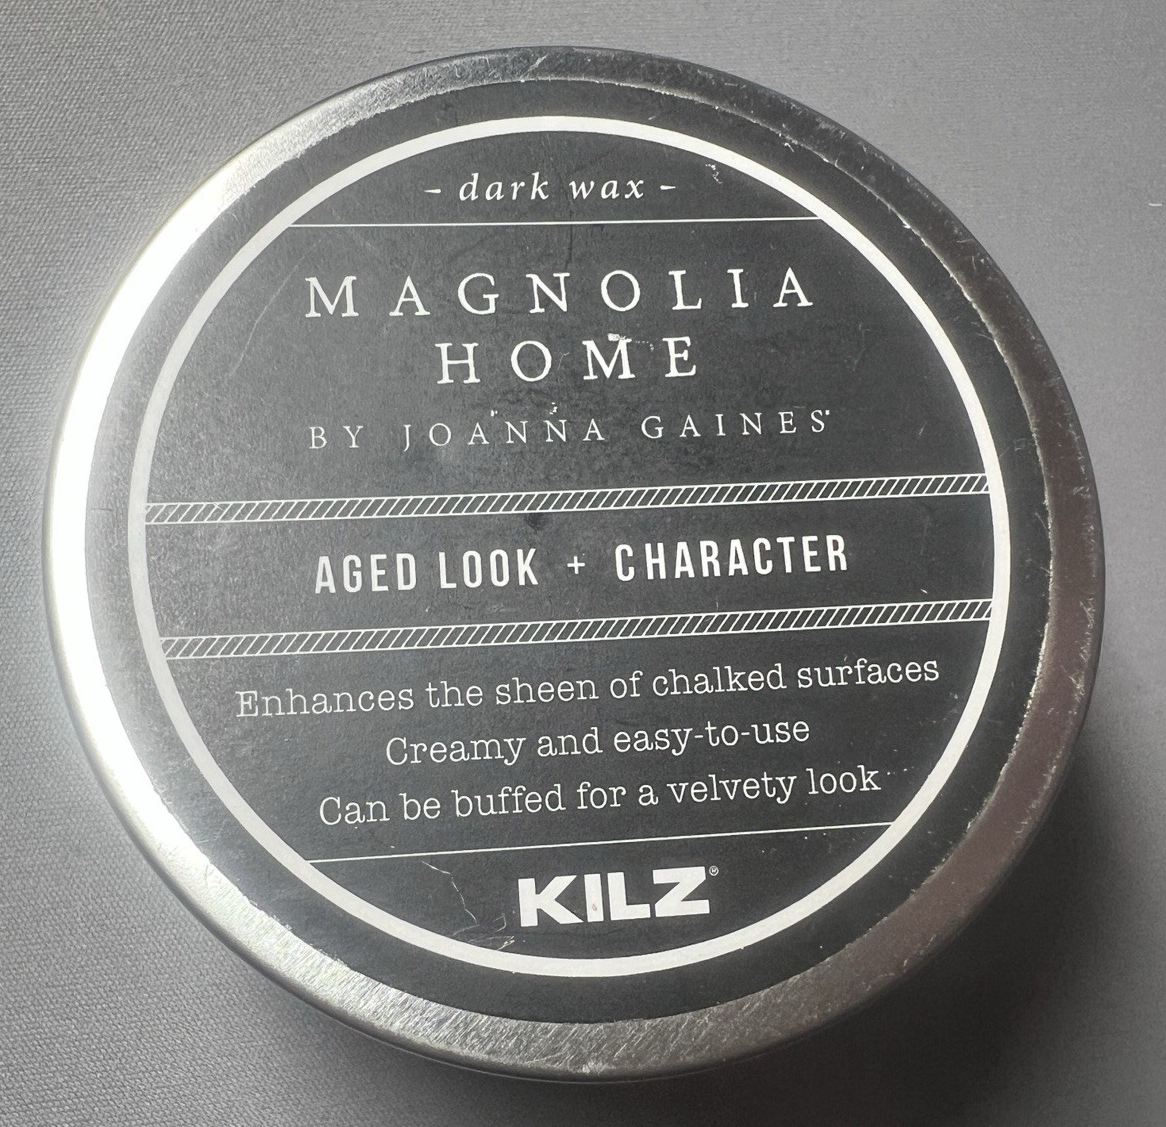 - dark wax -
MAGNOLIA
HOME
BY JOANNA GAINES
AGED LOOK + CHARACTER
Enhances the sheen of chalked surfaces
Creamy and easy-to-use
Can be buffed for a velvety look
KILZ®